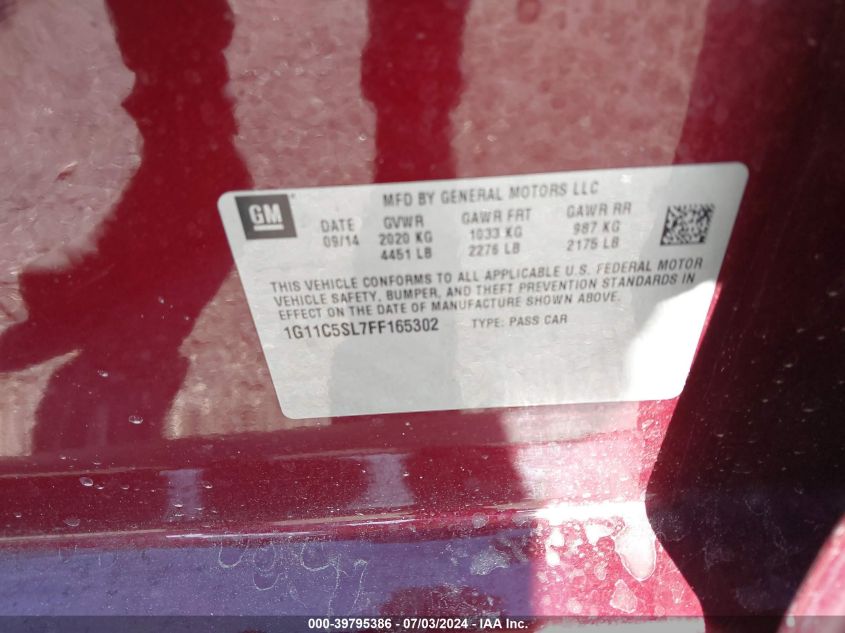 MFD BY GENERAL MOTORS LLC
GM
DATE GVWR GAWR FRT GAWR RR
09/14 2020 KG 1033 KG 987 KG
4451 LB 2276 LB 2175 LB
THIS VEHICLE CONFORMS TO ALL APPLICABLE U.S. FEDERAL MOTOR
VEHICLE SAFETY, BUMPER, AND THEFT PREVENTION STANDARDS IN
EFFECT ON THE DATE OF MANUFACTURE SHOWN ABOVE.
1G11C5SL7FF165302 TYPE: PASS CAR
000-39795386 - 07/03/2024 - IAA Inc.